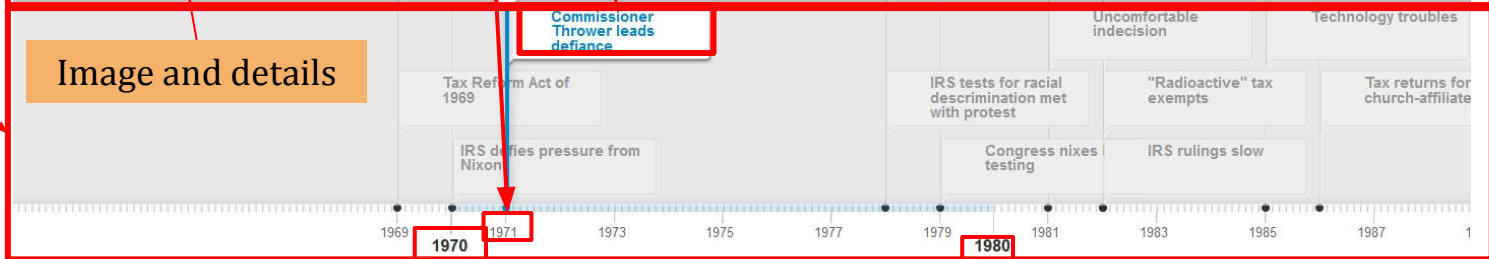 Commissioner
Thrower leads
defiance
Uncomfortable
indecision
Technology troubles
Image and details
Tax Reform Act of
1969
IRS tests for racial
descrimination met
with protest
"Radioactive" tax
exempts
Tax returns for
church-affiliate
IRS defies pressure from
Nixon
Congress nixes
testing
IRS rulings slow
1969
1971
1973
1975
1977
1979
1981
1983
1985
1987
1970
1980